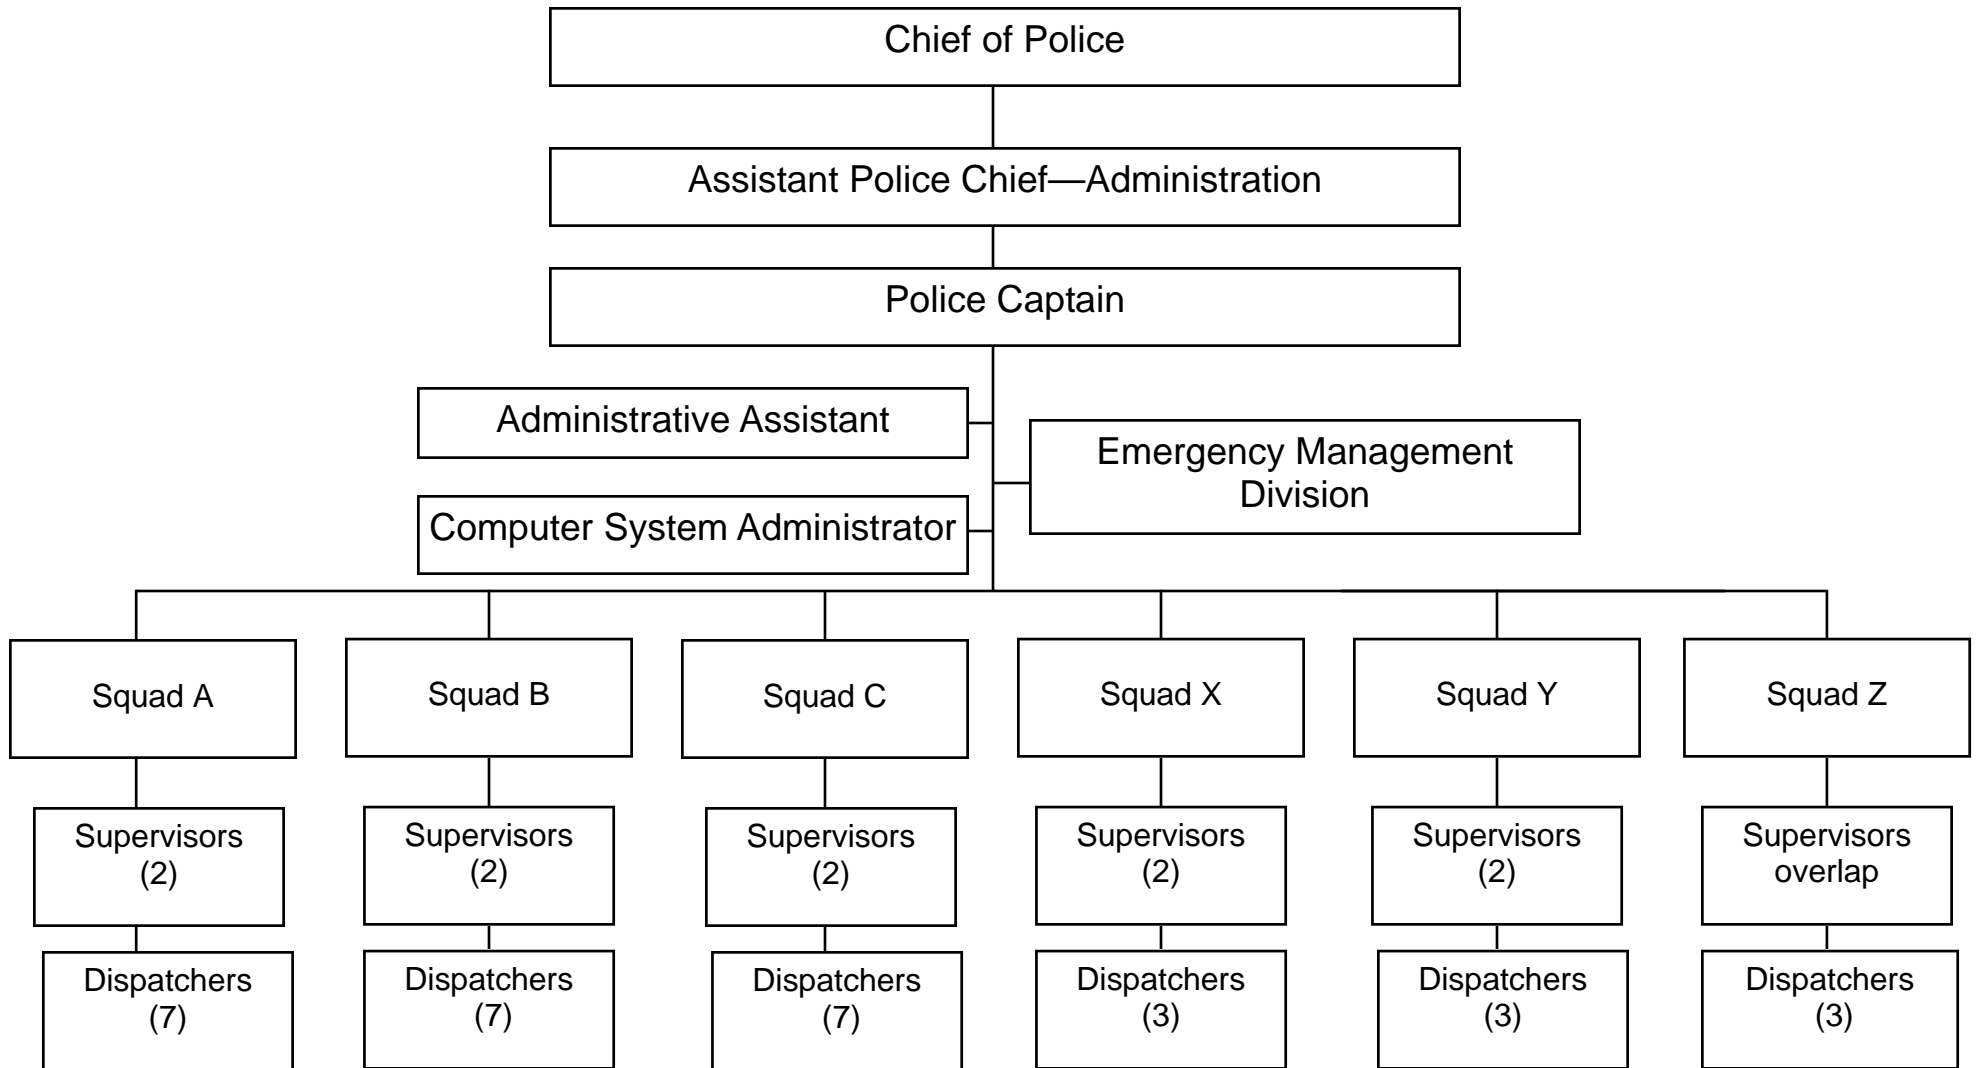 Chief of Police
Assistant Police Chief—Administration
Police Captain
Administrative Assistant
Emergency Management
Division
Computer System Administrator
Squad A
Squad B
Squad C
Squad X
Squad Y
Squad Z
Supervisors
(2)
Supervisors
(2)
Supervisors
(2)
Supervisors
(2)
Supervisors
(2)
Supervisors
overlap
Dispatchers
(7)
Dispatchers
(7)
Dispatchers
(7)
Dispatchers
(3)
Dispatchers
(3)
Dispatchers
(3)